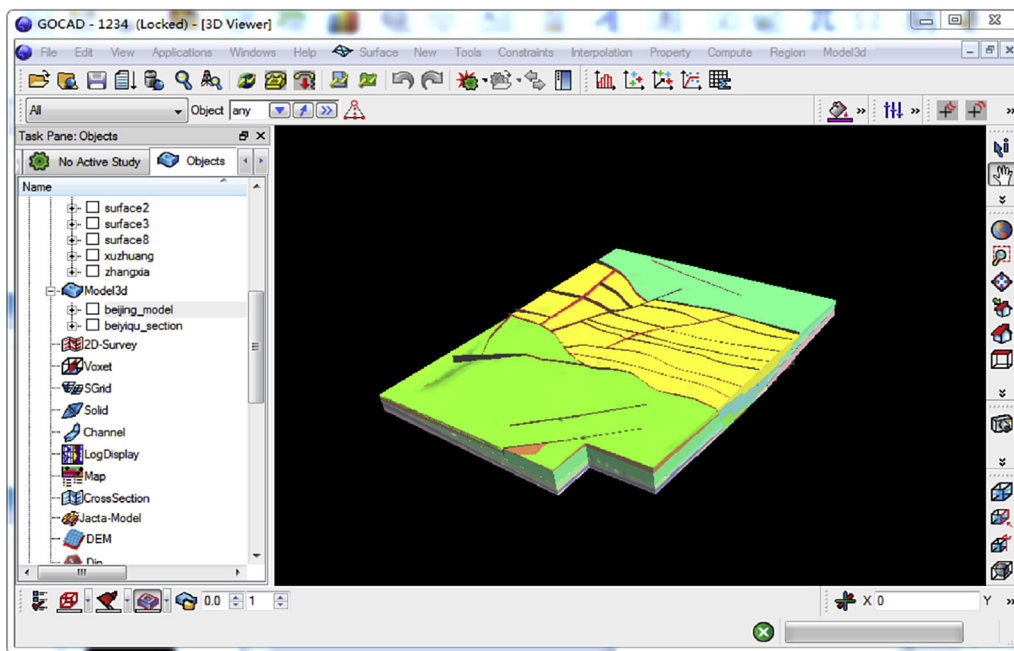 GOCAD - 1234 (Locked) - [3D Viewer]
File Edit View Applications Windows Help Surface New Tools Constraints Interpolation Property Compute Region Model3d
All Object any
Task Pane: Objects
No Active Study Objects
Name
surface2
surface3
surface8
xuzhuang
zhangxia
Model3d
beijing_model
beiyiqu_section
2D-Survey
Voxet
SGrid
Solid
Channel
LogDisplay
Map
CrossSection
Jacta-Model
DEM
0.0 1 X 0 Y